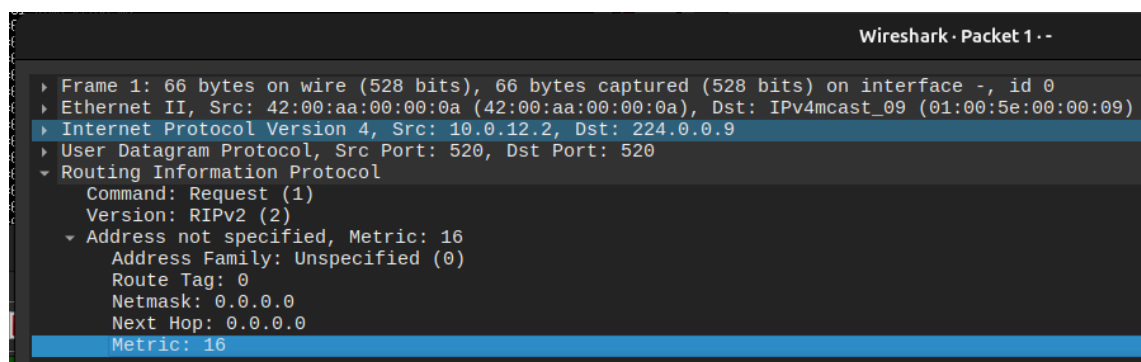 Wireshark · Packet 1 · -
Frame 1: 66 bytes on wire (528 bits), 66 bytes captured (528 bits) on interface -, id 0
Ethernet II, Src: 42:00:aa:00:00:0a (42:00:aa:00:00:0a), Dst: IPv4mcast_09 (01:00:5e:00:00:09)
Internet Protocol Version 4, Src: 10.0.12.2, Dst: 224.0.0.9
User Datagram Protocol, Src Port: 520, Dst Port: 520
Routing Information Protocol
Command: Request (1)
Version: RIPv2 (2)
Address not specified, Metric: 16
Address Family: Unspecified (0)
Route Tag: 0
Netmask: 0.0.0.0
Next Hop: 0.0.0.0
Metric: 16